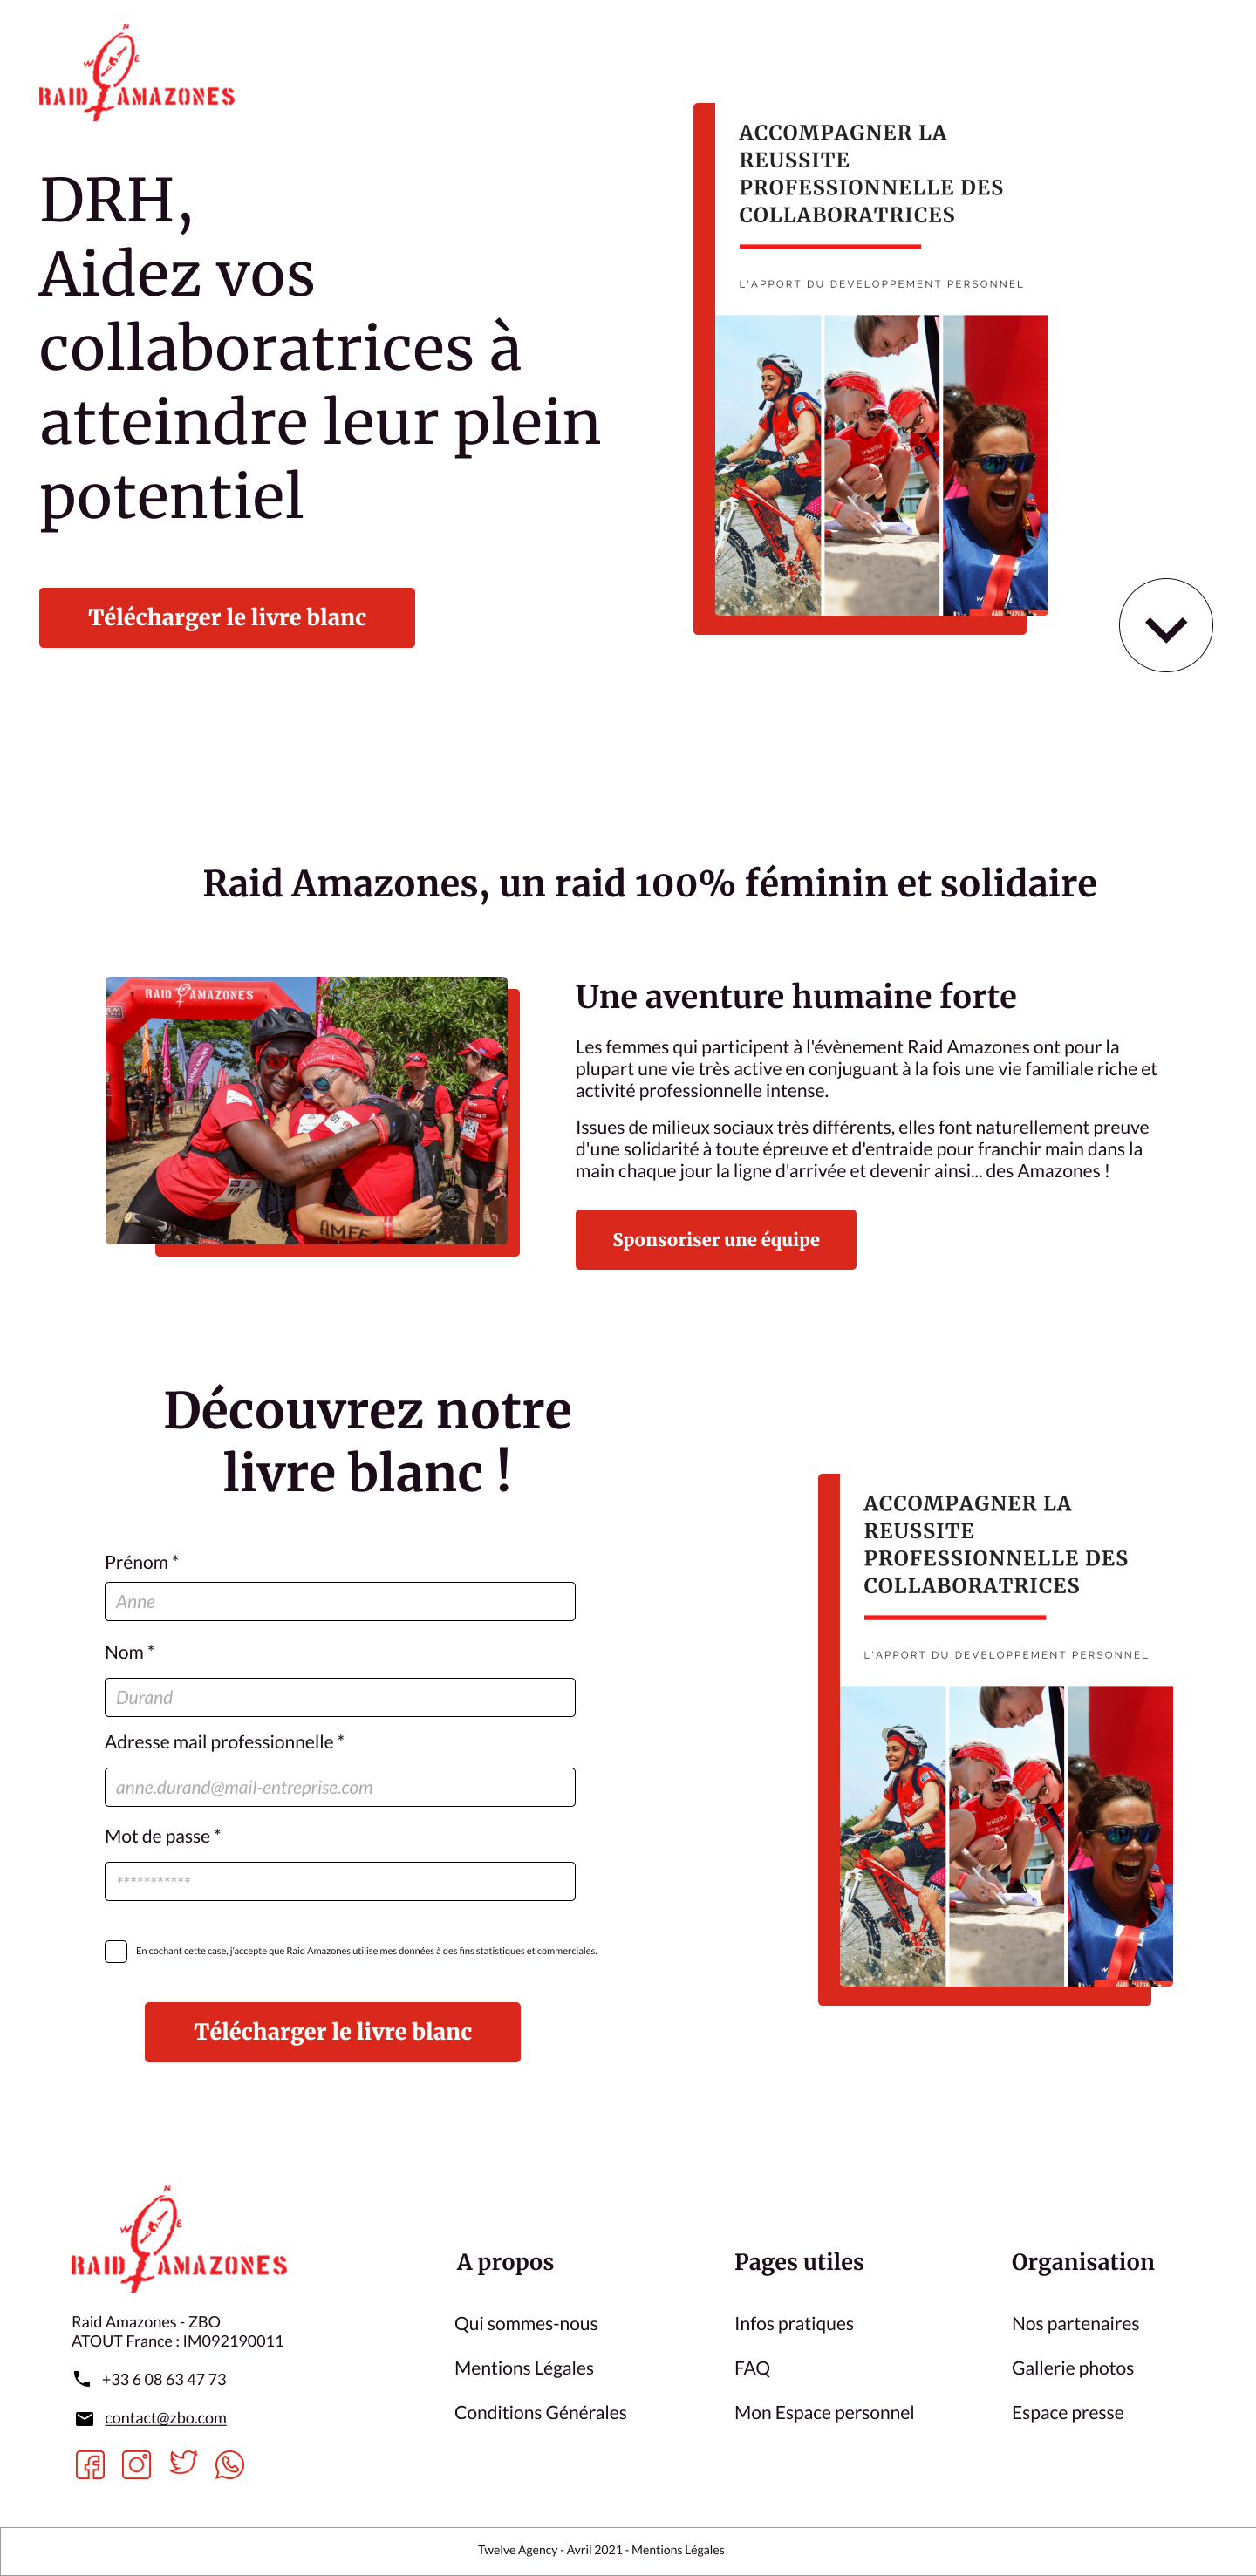 N
W
E
RAID AMAZONES
DRH,
Aidez vos
collaboratrices à
atteindre leur plein
potentiel
Télécharger le livre blanc
ACCOMPAGNER LA
REUSSITE
PROFESSIONNELLE DES
COLLABORATRICES
L'APPORT DU DEVELOPPEMENT PERSONNEL
Raid Amazones, un raid 100% féminin et solidaire
RAID AMAZONES
101
AMFE
Une aventure humaine forte
Les femmes qui participent à l'évènement Raid Amazones ont pour la
plupart une vie très active en conjuguant à la fois une vie familiale riche et
activité professionnelle intense.
Issues de milieux sociaux très différents, elles font naturellement preuve
d'une solidarité à toute épreuve et d'entraide pour franchir main dans la
main chaque jour la ligne d'arrivée et devenir ainsi... des Amazones !
Sponsoriser une équipe
Découvrez notre
livre blanc !
Prénom *
Anne
Nom *
Durand
Adresse mail professionnelle *
anne.durand@mail-entreprise.com
Mot de passe *
***********
En cochant cette case, j'accepte que Raid Amazones utilise mes données à des fins statistiques et commerciales.
Télécharger le livre blanc
ACCOMPAGNER LA
REUSSITE
PROFESSIONNELLE DES
COLLABORATRICES
L'APPORT DU DEVELOPPEMENT PERSONNEL
N
W
E
RAID AMAZONES
Raid Amazones - ZBO
ATOUT France : IM092190011
+33 6 08 63 47 73
contact@zbo.com
A propos
Qui sommes-nous
Mentions Légales
Conditions Générales
Pages utiles
Infos pratiques
FAQ
Mon Espace personnel
Organisation
Nos partenaires
Gallerie photos
Espace presse
Twelve Agency - Avril 2021 - Mentions Légales